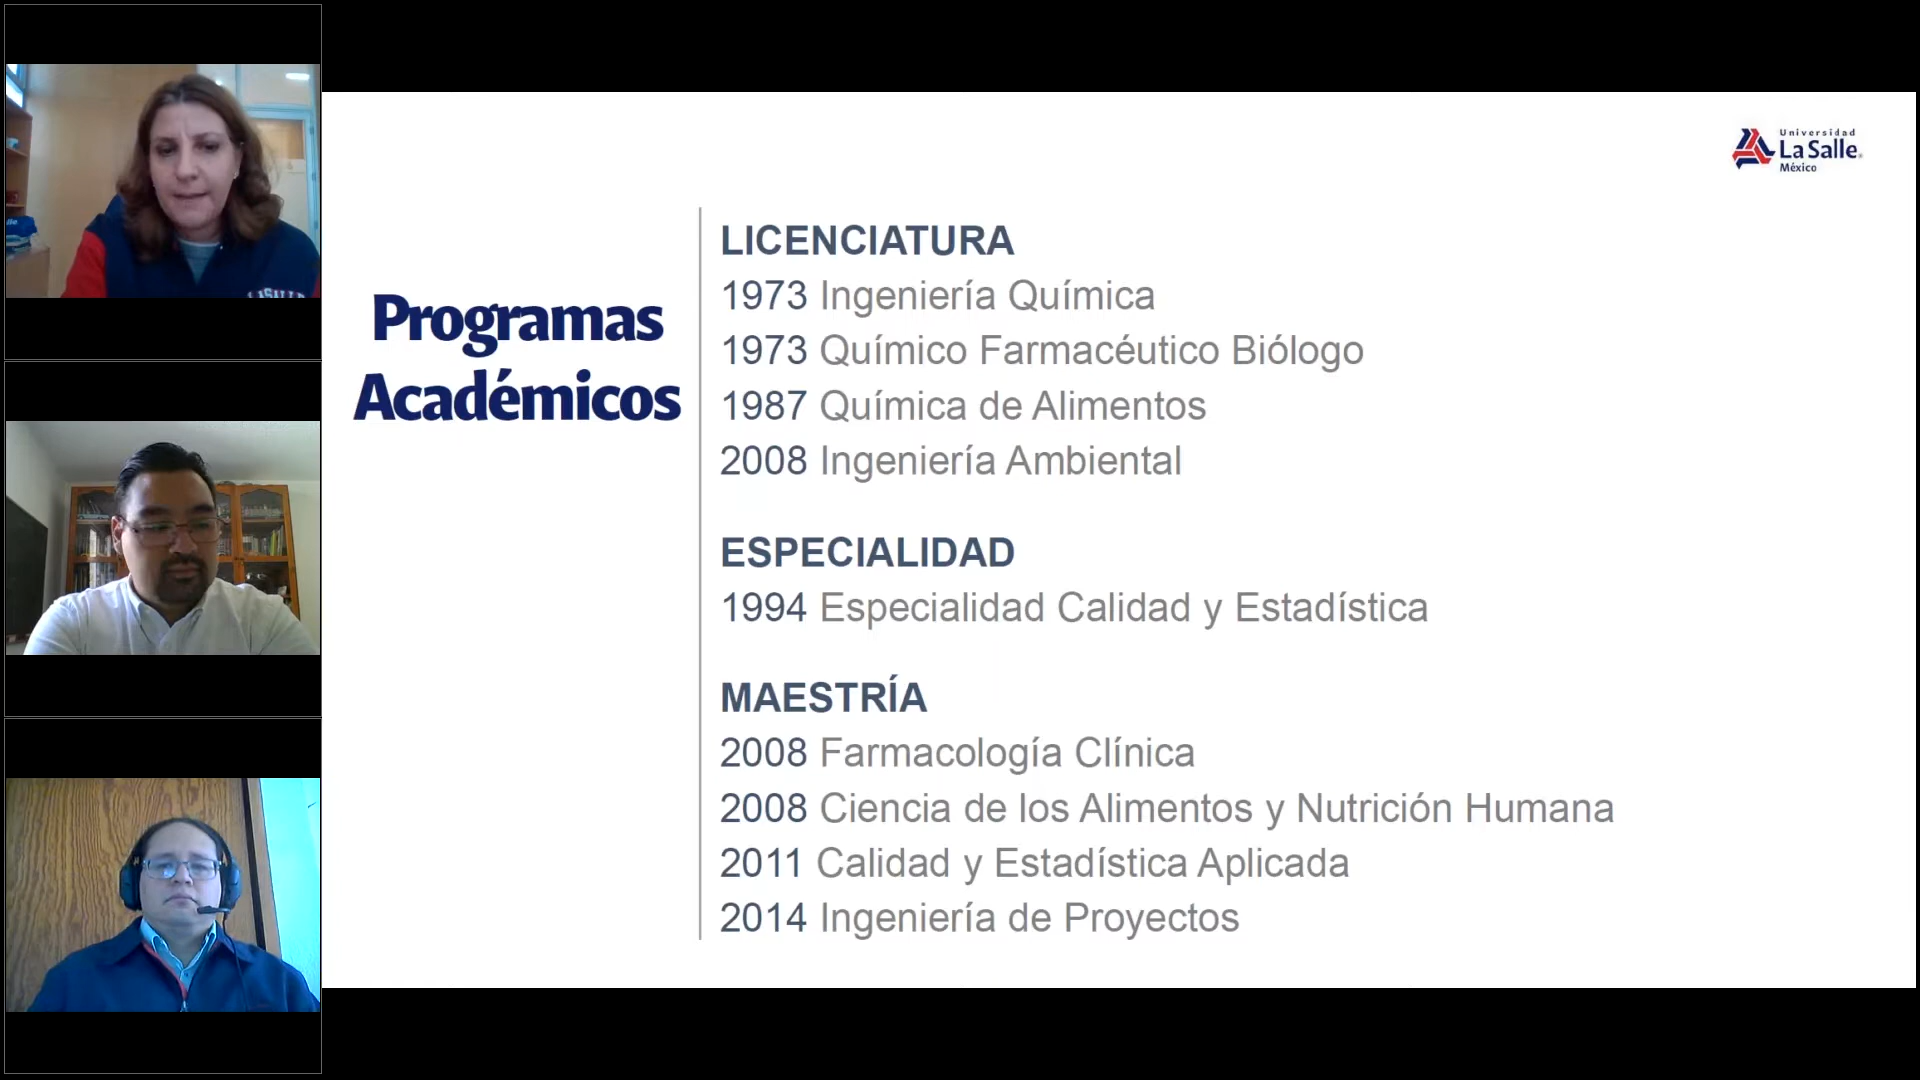 Universidad
La Salle
México
Programas
Académicos
LICENCIATURA
1973 Ingeniería Química
1973 Químico Farmacéutico Biólogo
1987 Química de Alimentos
2008 Ingeniería Ambiental
ESPECIALIDAD
1994 Especialidad Calidad y Estadística
MAESTRÍA
2008 Farmacología Clínica
2008 Ciencia de los Alimentos y Nutrición Humana
2011 Calidad y Estadística Aplicada
2014 Ingeniería de Proyectos